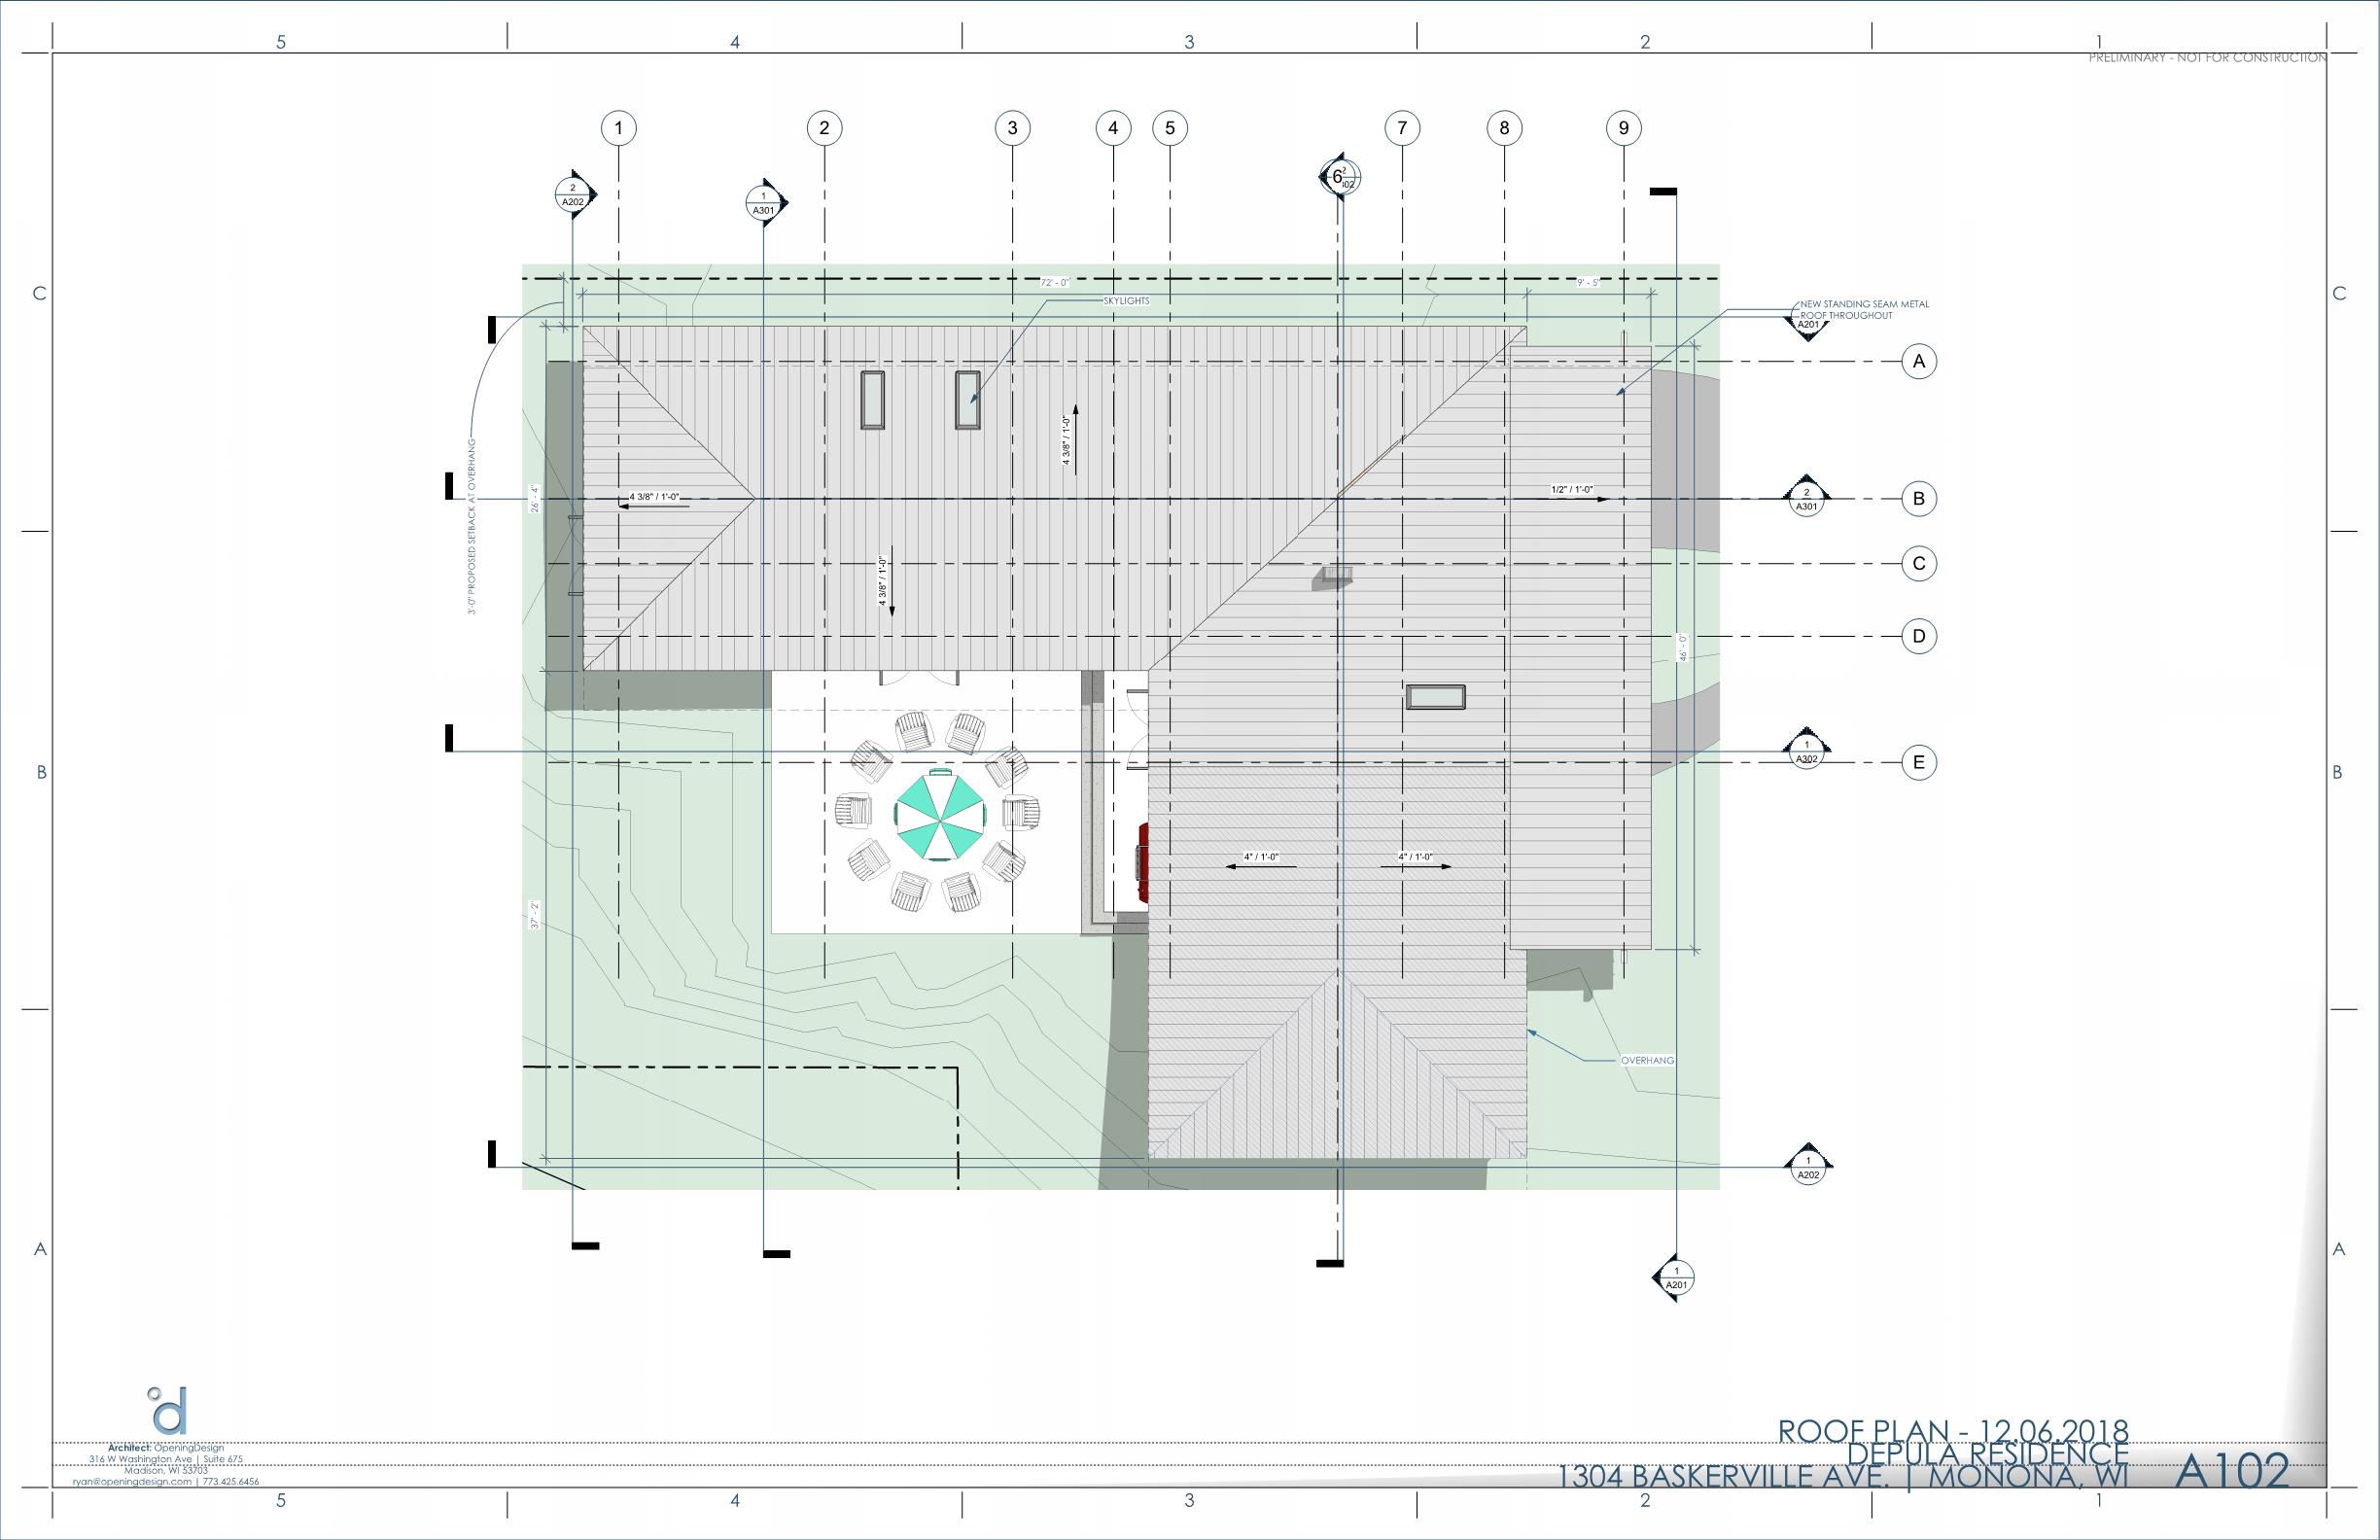 5 4 3 2 1
PRELIMINARY - NOT FOR CONSTRUCTION
1 2 3 4 5 7 8 9
2
A202
1
A301
6
2
C
C
72' - 0"
9' - 5"
SKYLIGHTS
NEW STANDING SEAM METAL
ROOF THROUGHOUT
A201
A
4 3/8" / 1'-0"
3'-0" PROPOSED SETBACK AT OVERHANG
26' - 4"
4 3/8" / 1'-0"
1/2" / 1'-0"
2
A301
B
C
4 3/8" / 1'-0"
D
46' - 0"
1
A302
E
B
B
4" / 1'-0"
4" / 1'-0"
37' - 2"
OVERHANG
1
A202
A
A
1
A201
d
Architect: OpeningDesign
316 W Washington Ave | Suite 675
Madison, WI 53703
ryan@openingdesign.com | 773.425.6456
ROOF PLAN - 12.06.2018
DEPULA RESIDENCE
1304 BASKERVILLE AVE. | MONONA, WI
A102
5 4 3 2 1